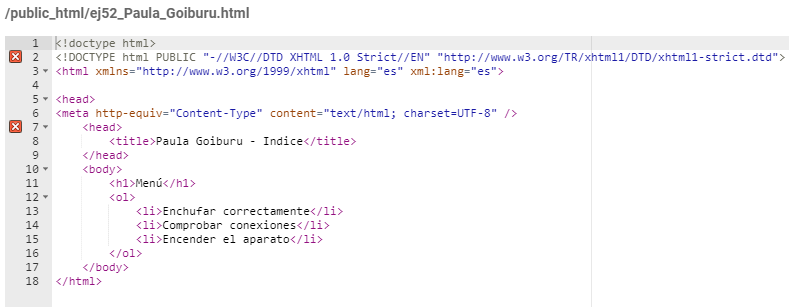 /public_html/ej52_Paula_Goiburu.html
1 <!doctype html>
2 <!DOCTYPE html PUBLIC "-//W3C//DTD XHTML 1.0 Strict//EN" "http://www.w3.org/TR/xhtml1/DTD/xhtml1-strict.dtd">
3 <html xmlns="http://www.w3.org/1999/xhtml" lang="es" xml:lang="es">
4
5 <head>
6 <meta http-equiv="Content-Type" content="text/html; charset=UTF-8" />
7     <head>
8         <title>Paula Goiburu - Indice</title>
9     </head>
10     <body>
11         <h1>Menú</h1>
12         <ol>
13             <li>Enchufar correctamente</li>
14             <li>Comprobar conexiones</li>
15             <li>Encender el aparato</li>
16         </ol>
17     </body>
18 </html>